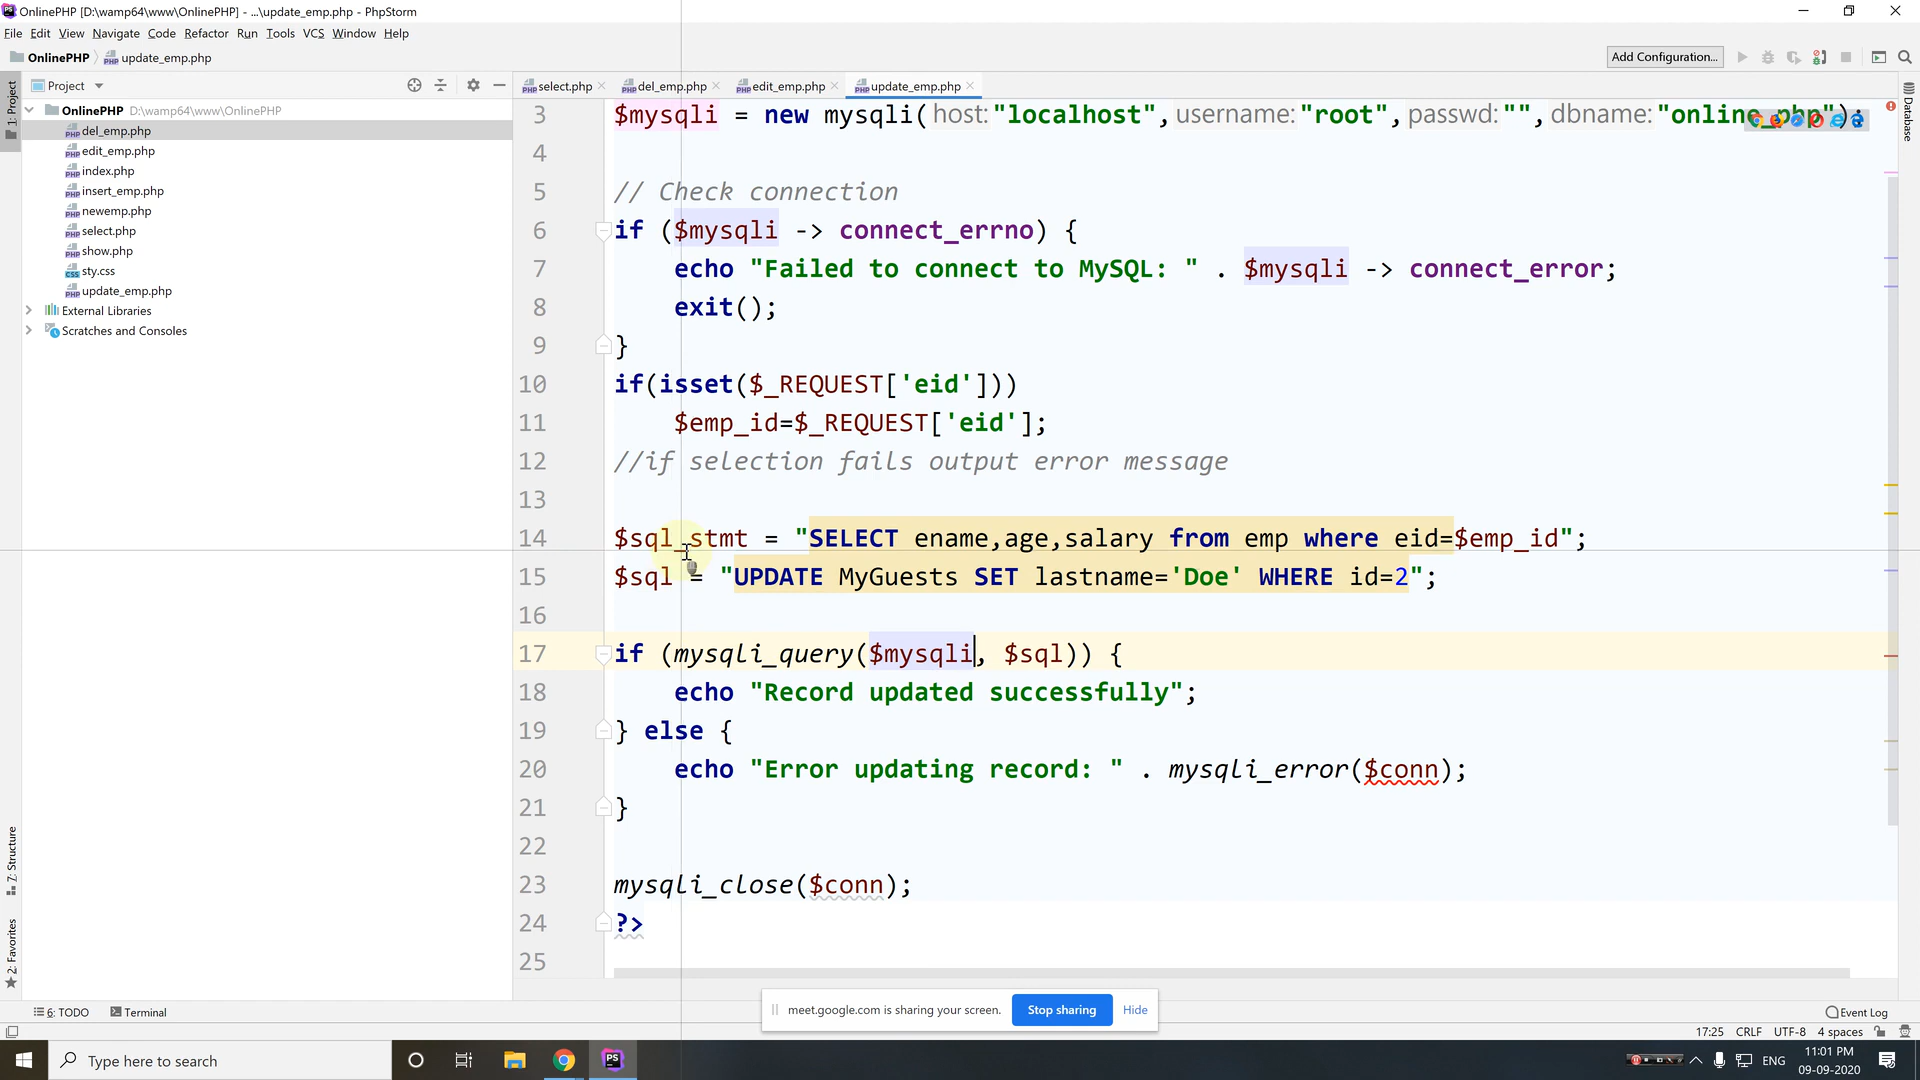 OnlinePHP [D:\wamp64\www\OnlinePHP] - ...\update_emp.php - PhpStorm
File Edit View Navigate Code Refactor Run Tools VCS Window Help
OnlinePHP update_emp.php
Add Configuration...
Project
select.php del_emp.php edit_emp.php update_emp.php
1: Project
OnlinePHP D:\wamp64\www\OnlinePHP
del_emp.php
edit_emp.php
index.php
insert_emp.php
newemp.php
select.php
show.php
sty.css
update_emp.php
External Libraries
Scratches and Consoles
Database
3 $mysqli = new mysqli( host: "localhost", username: "root", passwd: "", dbname: "online_php");
4
5 // Check connection
6 if ($mysqli -> connect_errno) {
7 echo "Failed to connect to MySQL: " . $mysqli -> connect_error;
8 exit();
9 }
10 if(isset($_REQUEST['eid']))
11 $emp_id=$_REQUEST['eid'];
12 //if selection fails output error message
13
14 $sql_stmt = "SELECT ename,age,salary from emp where eid=$emp_id";
15 $sql = "UPDATE MyGuests SET lastname='Doe' WHERE id=2";
16
17 if (mysqli_query($mysqli, $sql)) {
18 echo "Record updated successfully";
19 } else {
20 echo "Error updating record: " . mysqli_error($conn);
21 }
22
23 mysqli_close($conn);
24 ?>
25
7: Structure
2: Favorites
meet.google.com is sharing your screen. Stop sharing Hide
6: TODO Terminal
Event Log
17:25 CRLF UTF-8 4 spaces
Type here to search
PS
ENG
11:01 PM
09-09-2020